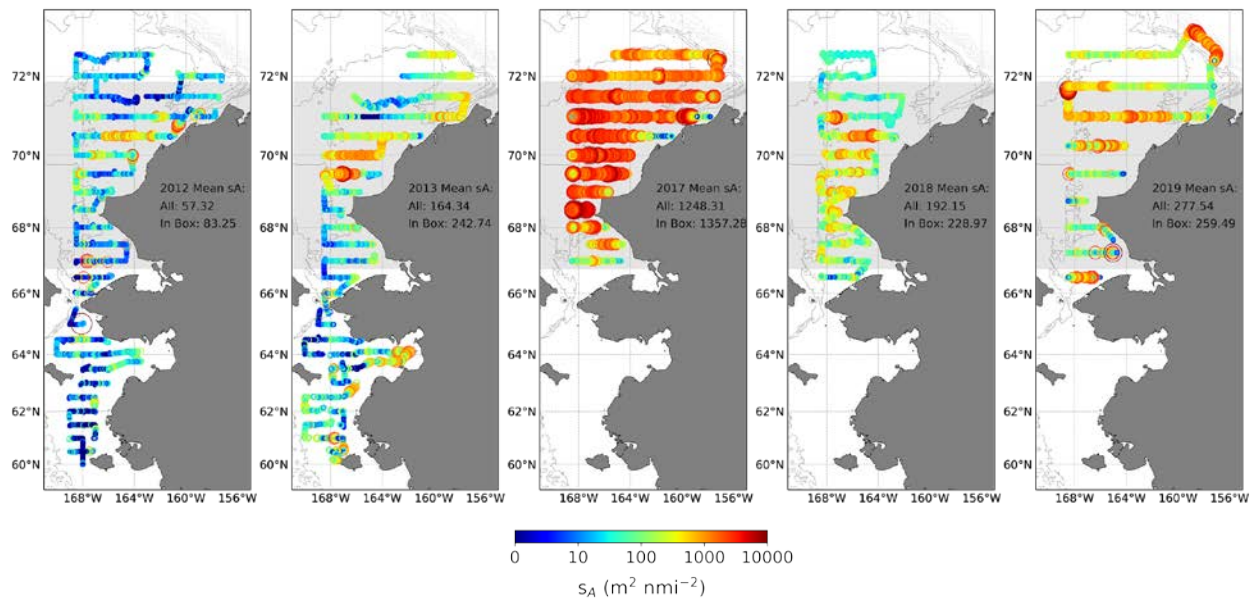 72°N
70°N
68°N
66°N
64°N
62°N
60°N
168°W 164°W 160°W 156°W
2012 Mean sA:
All: 57.32
In Box: 83.25
72°N
70°N
68°N
66°N
64°N
62°N
60°N
168°W 164°W 160°W 156°W
2013 Mean sA:
All: 164.34
In Box: 242.74
72°N
70°N
68°N
66°N
64°N
62°N
60°N
168°W 164°W 160°W 156°W
2017 Mean sA:
All: 1248.31
In Box: 1357.28
72°N
70°N
68°N
66°N
64°N
62°N
60°N
168°W 164°W 160°W 156°W
2018 Mean sA:
All: 192.15
In Box: 228.97
72°N
70°N
68°N
66°N
64°N
62°N
60°N
168°W 164°W 160°W 156°W
2019 Mean sA:
All: 277.54
In Box: 259.49
0 10 100 1000 10000
s_A (m² nmi⁻²)